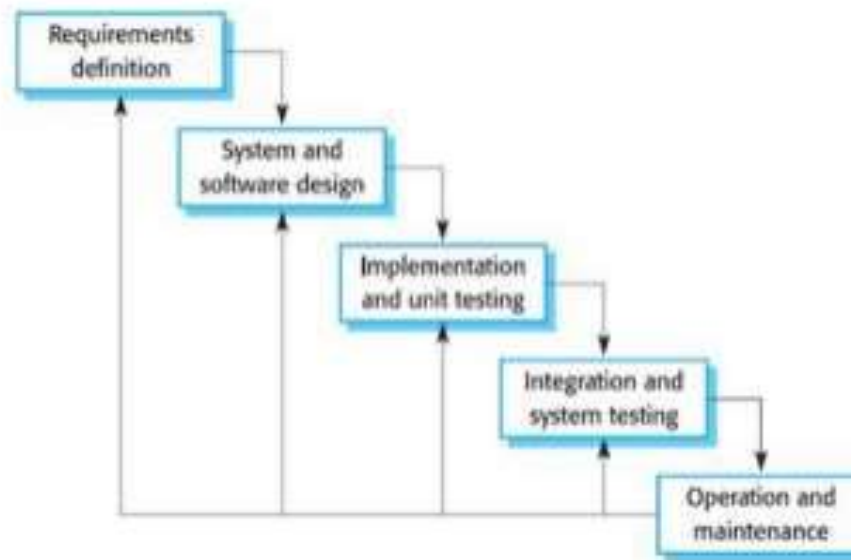 Requirements
definition
System and
software design
Implementation
and unit testing
Integration and
system testing
Operation and
maintenance